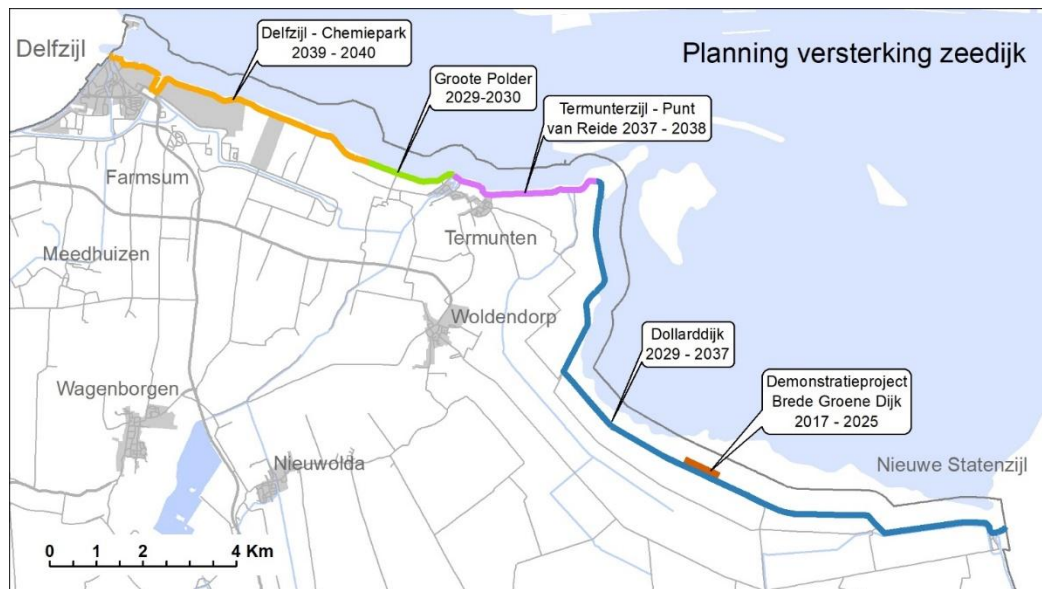 Planning versterking zeedijk
Delfzijl
Delfzijl - Chemiepark
2039 - 2040
Groote Polder
2029-2030
Termunterzijl - Punt
van Reide 2037 - 2038
Farmsum
Meedhuizen
Termunten
Woldendorp
Dollarddijk
2029 - 2037
Demonstratieproject
Brede Groene Dijk
2017 - 2025
Wagenborgen
Nieuwolda
Nieuwe Statenzijl
0 1 2 4 Km